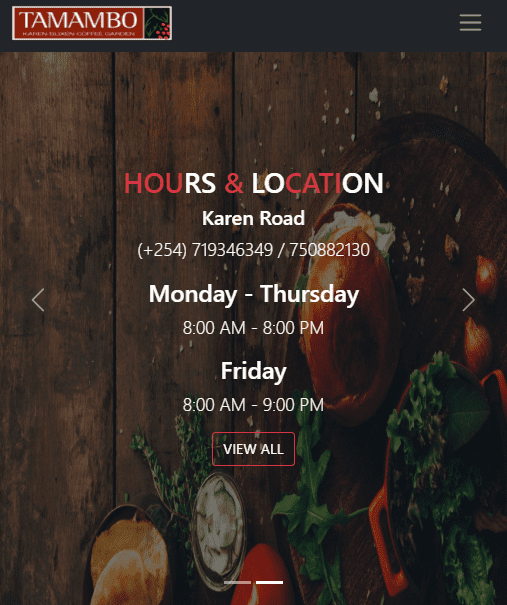 TAMAMBO
KAREN BLIXEN COFFEE GARDEN
HOURS & LOCATION
Karen Road
(+254) 719346349 / 750882130
Monday - Thursday
8:00 AM - 8:00 PM
Friday
8:00 AM - 9:00 PM
VIEW ALL